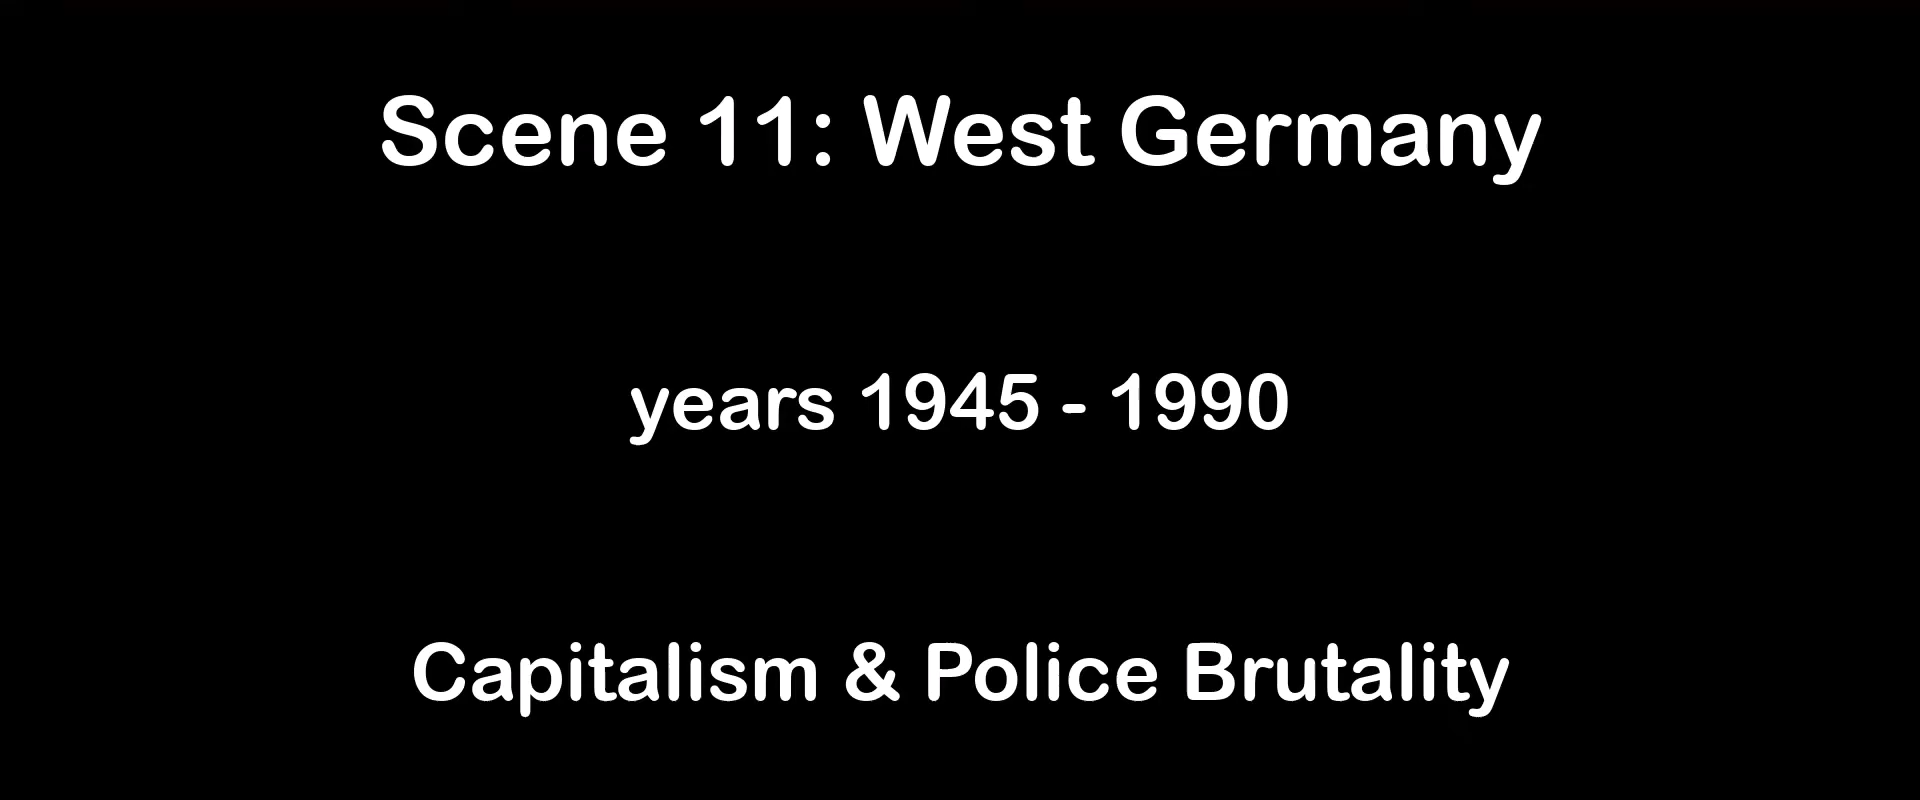 Scene 11: West Germany
years 1945 - 1990
Capitalism & Police Brutality